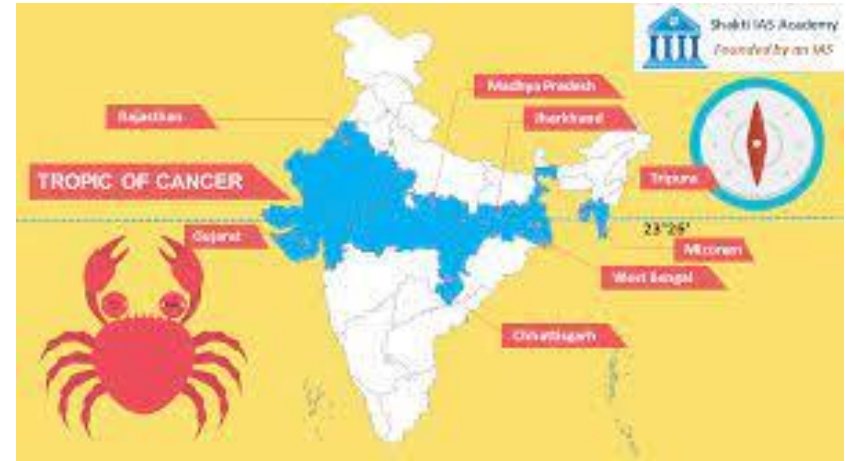 Shakti IAS Academy
Founded by an IAS
Madhya Pradesh
Rajasthan
Jharkhand
TROPIC OF CANCER
Tripura
Gujarat
23°26'
Mizoram
West Bengal
Chhattisgarh